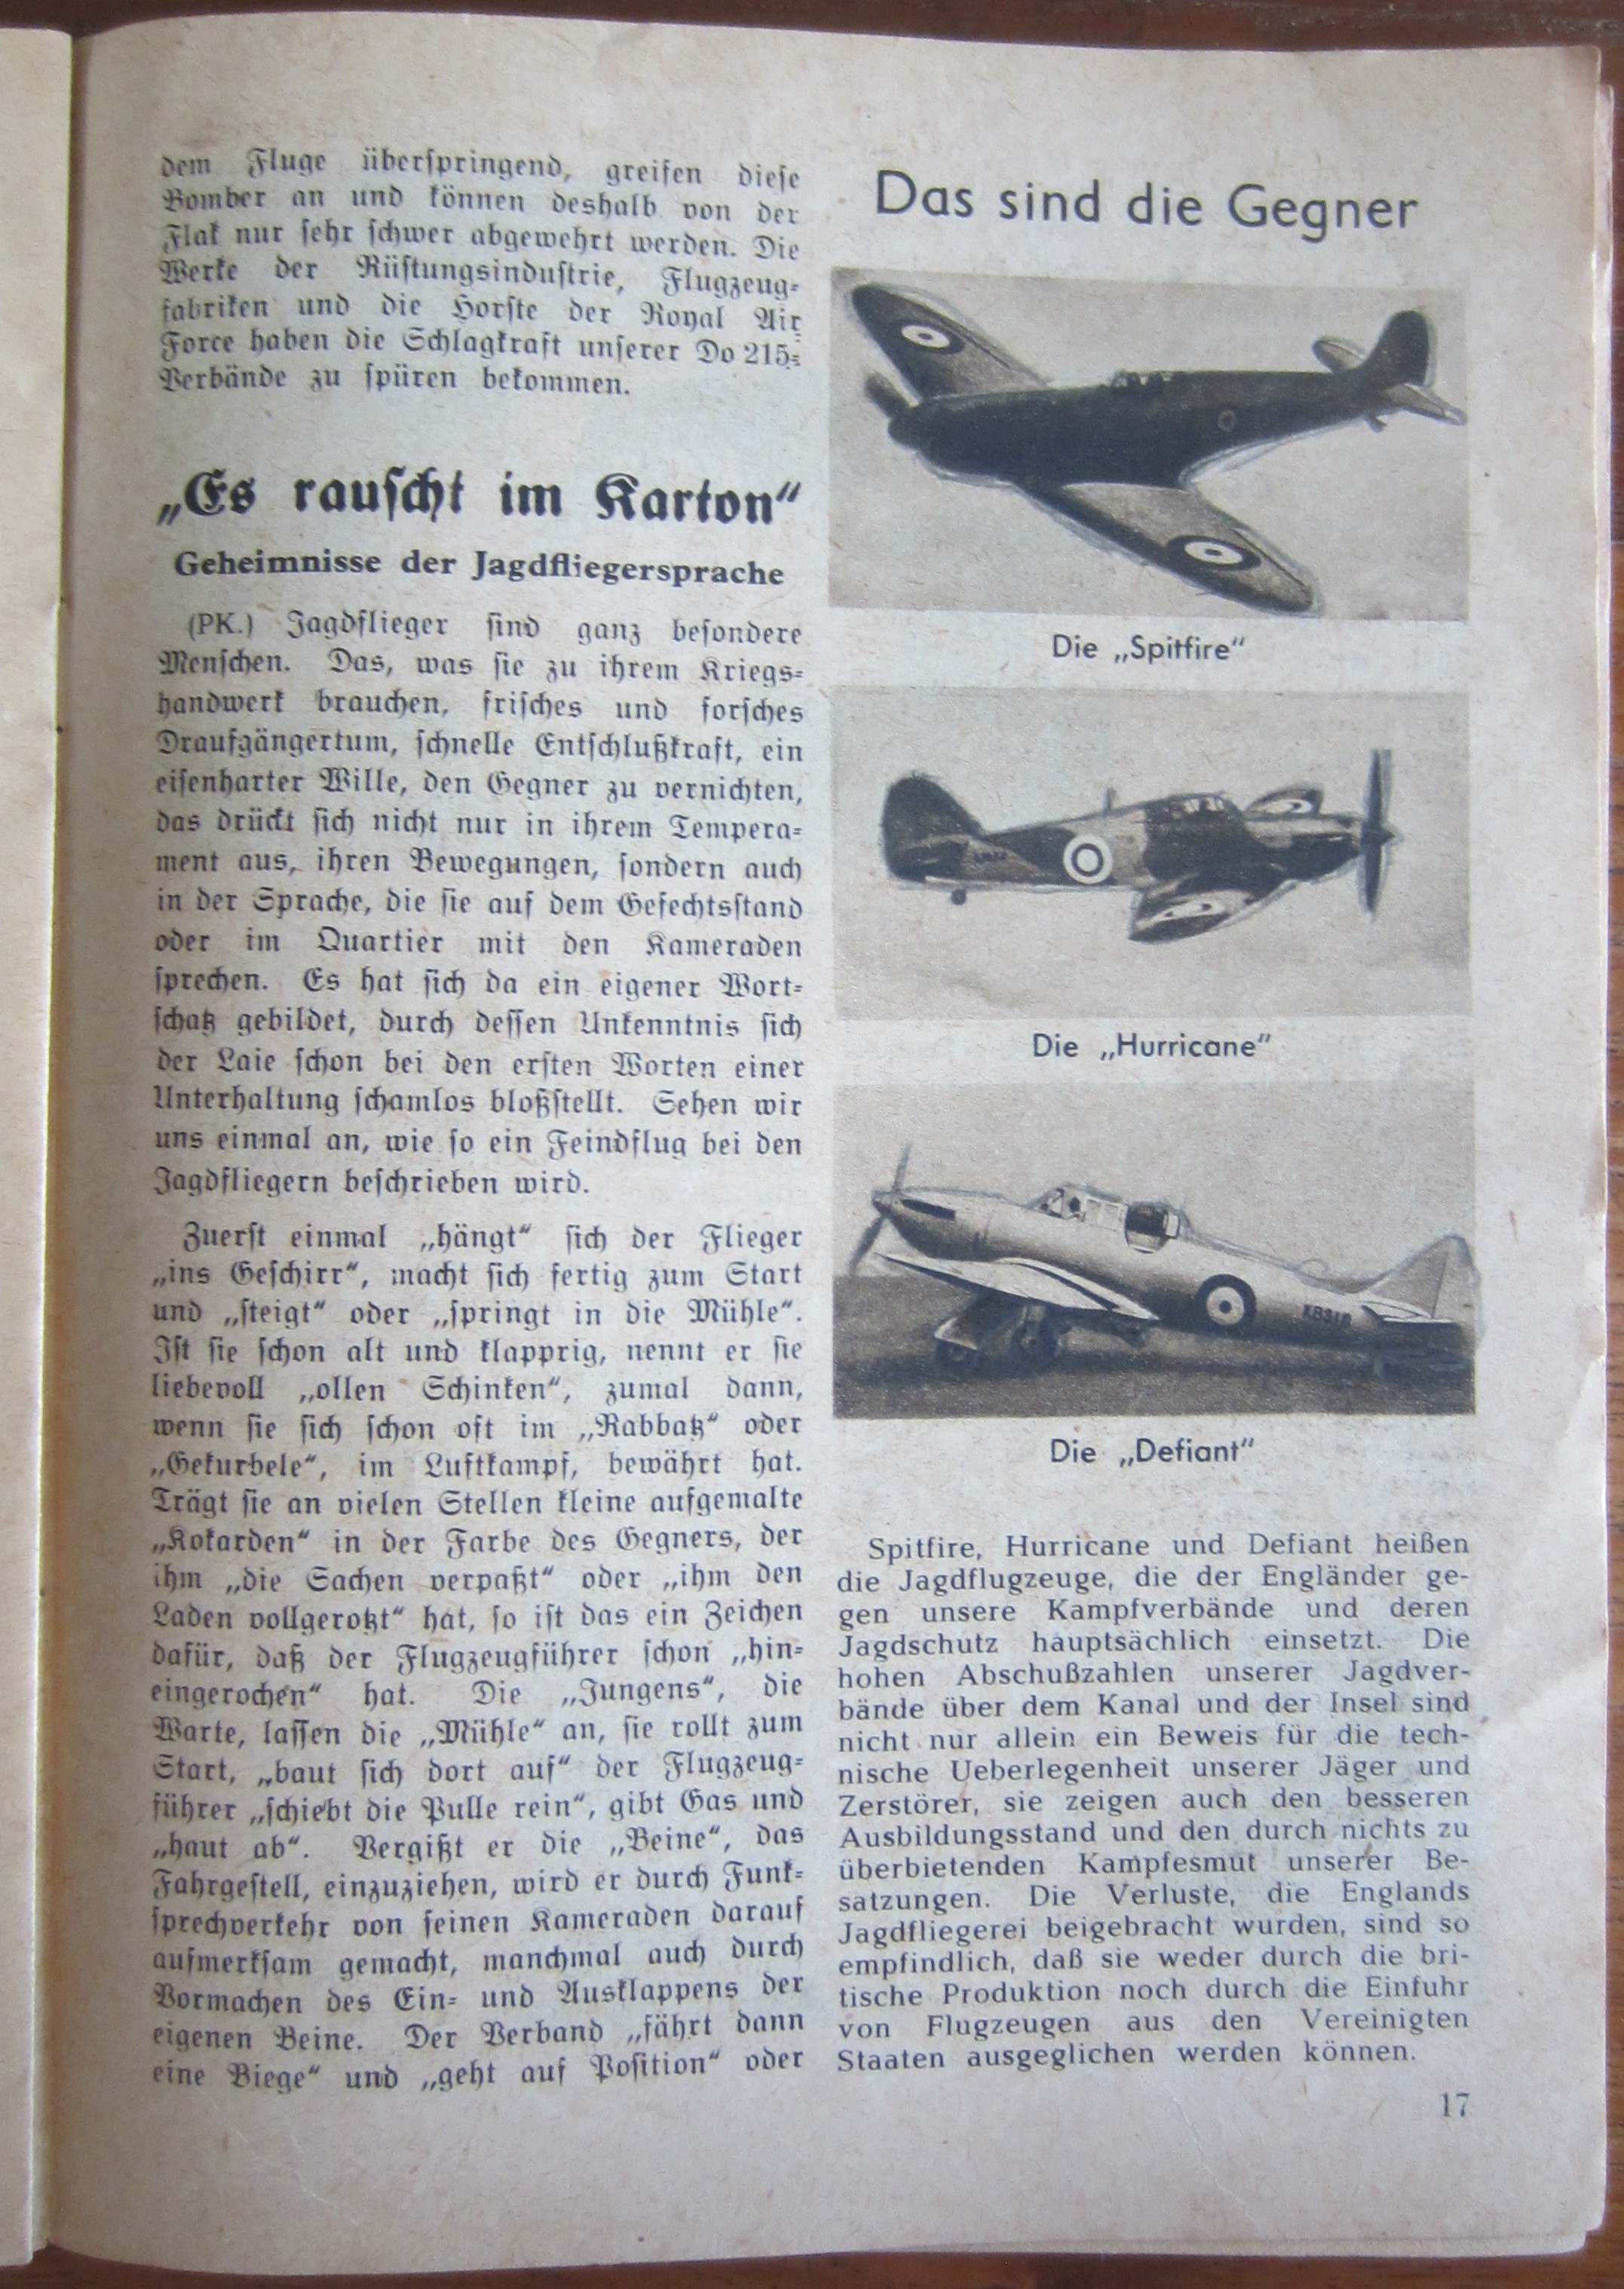 dem Fluge überspringend, greifen diese
Bomber an und können deshalb von der
Flak nur sehr schwer abgewehrt werden. Die
Werke der Rüstungsindustrie, Flugzeug-
fabriken und die Horste der Royal Air
Force haben die Schlagkraft unserer Do 215-
Verbände zu spüren bekommen.
„Es rauscht im Karton“
Geheimnisse der Jagdfliegersprache
(PK.) Jagdflieger sind ganz besondere
Menschen. Das, was sie zu ihrem Kriegs-
handwerk brauchen, frisches und forsches
Draufgängertum, schnelle Entschlußkraft, ein
eisenharter Wille, den Gegner zu vernichten,
das drückt sich nicht nur in ihrem Tempera-
ment aus, ihren Bewegungen, sondern auch
in der Sprache, die sie auf dem Gefechtsstand
oder im Quartier mit den Kameraden
sprechen. Es hat sich da ein eigener Wort-
schatz gebildet, durch dessen Unkenntnis sich
der Laie schon bei den ersten Worten einer
Unterhaltung schamlos bloßstellt. Sehen wir
uns einmal an, wie so ein Feindflug bei den
Jagdfliegern beschrieben wird.
Zuerst einmal „hängt“ sich der Flieger
„ins Geschirr“, macht sich fertig zum Start
und „steigt“ oder „springt in die Mühle“.
Ist sie schon alt und klapprig, nennt er sie
liebevoll „ollen Schinken“, zumal dann,
wenn sie sich schon oft im „Rabbatz“ oder
„Gekurbele“, im Luftkampf, bewährt hat.
Trägt sie an vielen Stellen kleine aufgemalte
„Kokarden“ in der Farbe des Gegners, der
ihm „die Sachen verpaßt“ oder „ihm den
Laden vollgerotzt“ hat, so ist das ein Zeichen
dafür, daß der Flugzeugführer schon „hin-
eingerochen“ hat. Die „Jungens“, die
Warte, lassen die „Mühle“ an, sie rollt zum
Start, „baut sich dort auf“ der Flugzeug-
führer „schiebt die Pulle rein“, gibt Gas und
„haut ab“. Vergißt er die „Beine“, das
Fahrgestell, einzuziehen, wird er durch Funk-
sprechverkehr von seinen Kameraden darauf
aufmerksam gemacht, manchmal auch durch
Vormachen des Ein- und Ausklappens der
eigenen Beine. Der Verband „fährt dann
eine Biege“ und „geht auf Position“ oder
Das sind die Gegner
Die „Spitfire“
Die „Hurricane“
Die „Defiant“
Spitfire, Hurricane und Defiant heißen
die Jagdflugzeuge, die der Engländer ge-
gen unsere Kampfverbände und deren
Jagdschutz hauptsächlich einsetzt. Die
hohen Abschußzahlen unserer Jagdver-
bände über dem Kanal und der Insel sind
nicht nur allein ein Beweis für die tech-
nische Ueberlegenheit unserer Jäger und
Zerstörer, sie zeigen auch den besseren
Ausbildungsstand und den durch nichts zu
überbietenden Kampfesmut unserer Be-
satzungen. Die Verluste, die Englands
Jagdfliegerei beigebracht wurden, sind so
empfindlich, daß sie weder durch die bri-
tische Produktion noch durch die Einfuhr
von Flugzeugen aus den Vereinigten
Staaten ausgeglichen werden können.
17